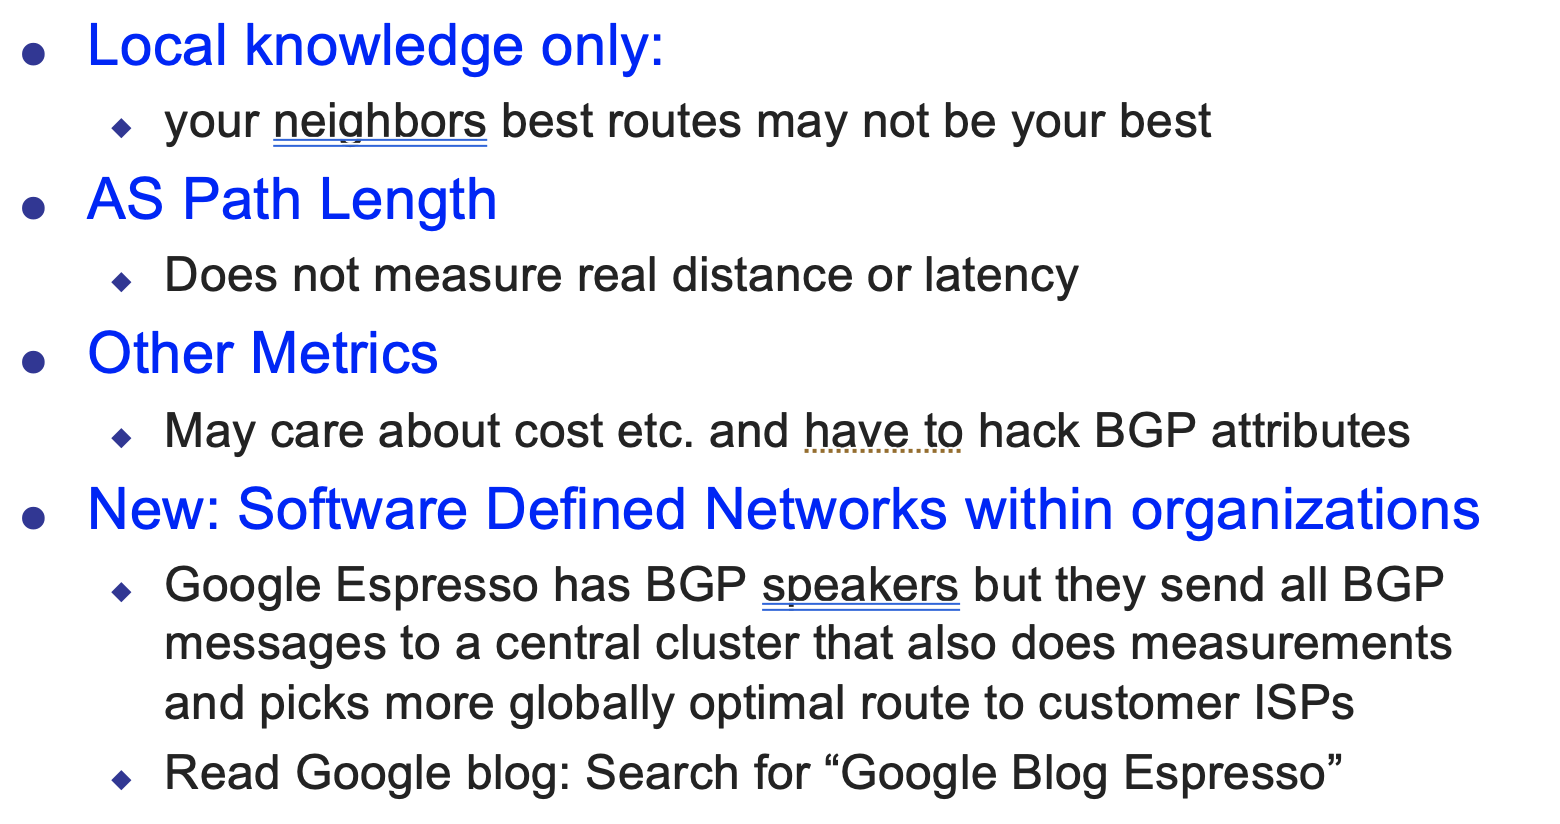 Local knowledge only:
your neighbors best routes may not be your best
AS Path Length
Does not measure real distance or latency
Other Metrics
May care about cost etc. and have to hack BGP attributes
New: Software Defined Networks within organizations
Google Espresso has BGP speakers but they send all BGP
messages to a central cluster that also does measurements
and picks more globally optimal route to customer ISPs
Read Google blog: Search for “Google Blog Espresso”